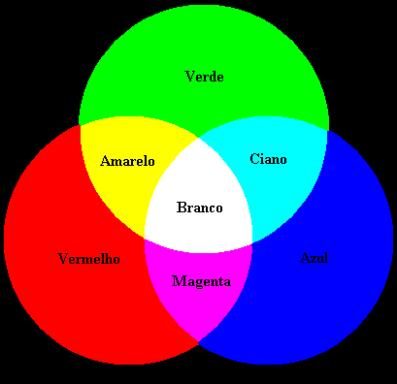 Verde
Amarelo
Ciano
Branco
Vermelho
Azul
Magenta